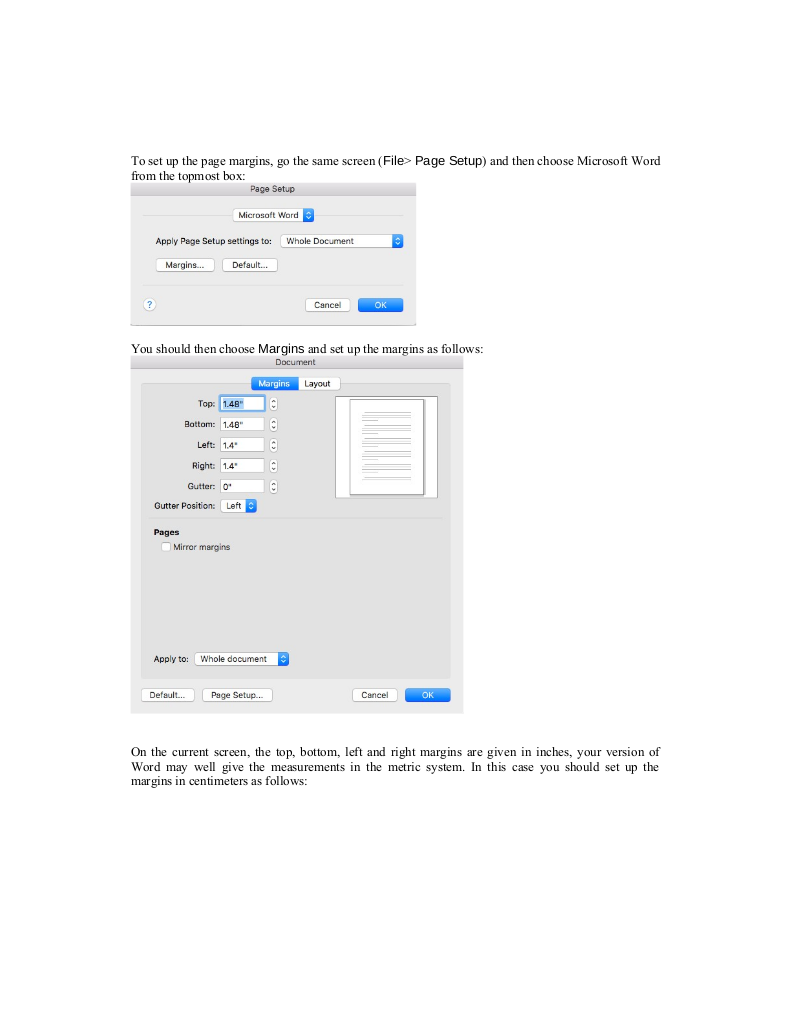 To set up the page margins, go the same screen (File> Page Setup) and then choose Microsoft Word
from the topmost box:
Page Setup
Microsoft Word
Apply Page Setup settings to: Whole Document
Margins... Default...
? Cancel OK
You should then choose Margins and set up the margins as follows:
Document
Margins Layout
Top: 1.48"
Bottom: 1.48"
Left: 1.4"
Right: 1.4"
Gutter: 0"
Gutter Position: Left
Pages
Mirror margins
Apply to: Whole document
Default... Page Setup... Cancel OK
On the current screen, the top, bottom, left and right margins are given in inches, your version of
Word may well give the measurements in the metric system. In this case you should set up the
margins in centimeters as follows: